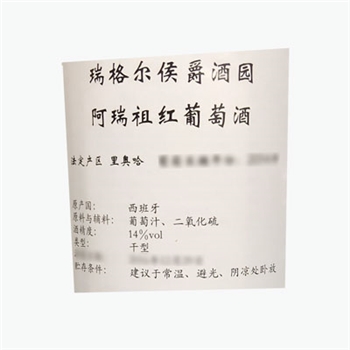 瑞格尔侯爵酒园
阿瑞祖红葡萄酒
法定产区 里奥哈
原产国: 西班牙
原料与辅料: 葡萄汁、二氧化硫
酒精度: 14%vol
类型: 干型
贮存条件: 建议于常温、避光、阴凉处卧放